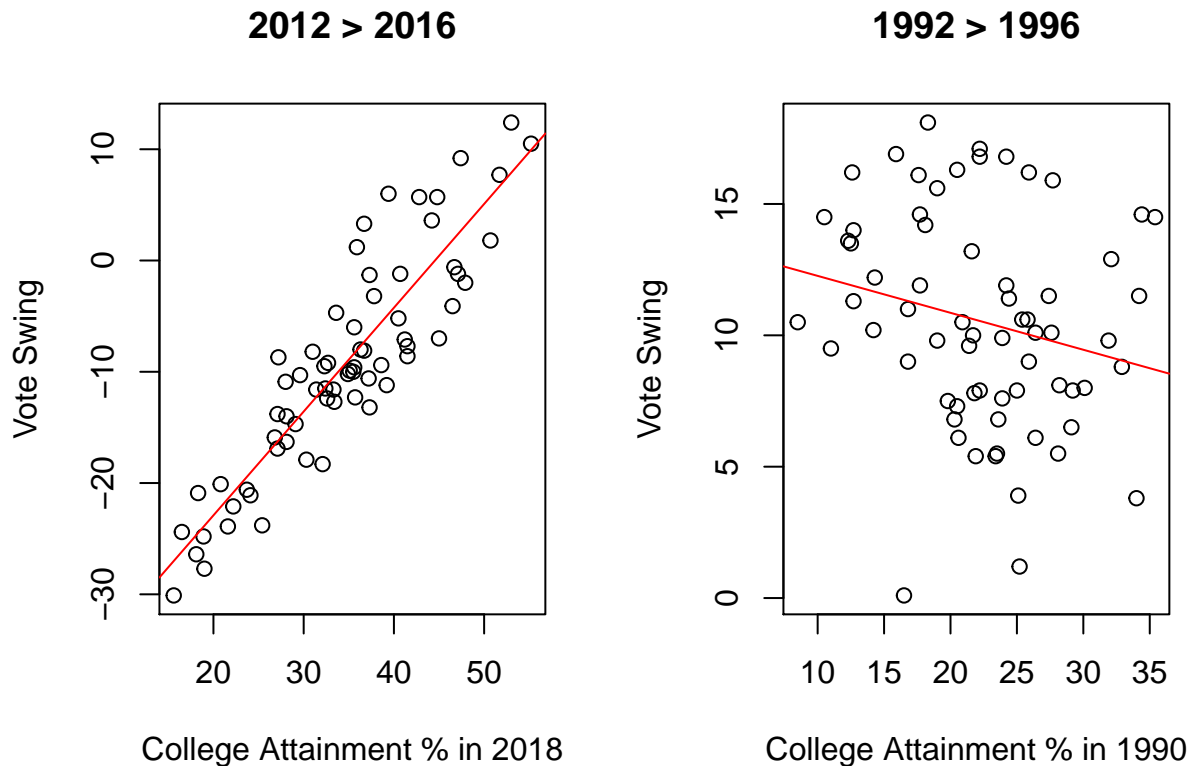 2012 > 2016
10
0
−10
−20
−30
Vote Swing
20 30 40 50
College Attainment % in 2018
1992 > 1996
15
10
5
0
Vote Swing
10 15 20 25 30 35
College Attainment % in 1990